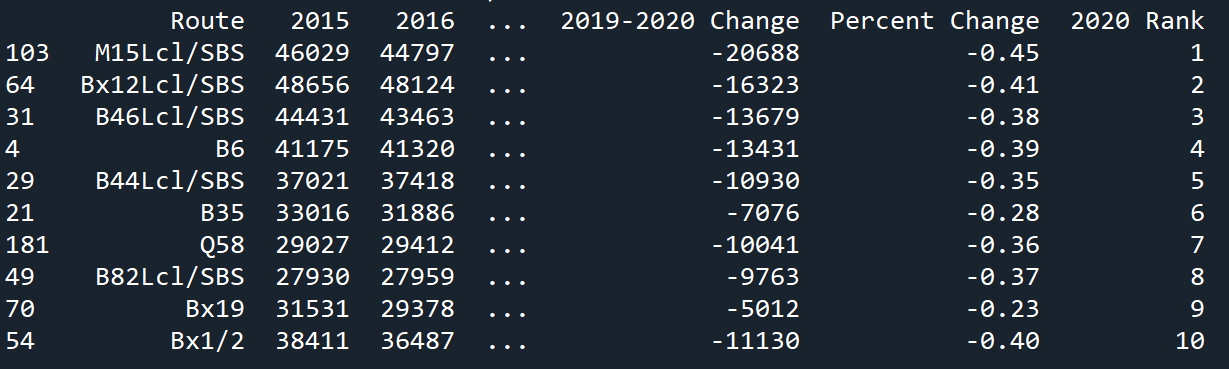 Route 2015 2016 ... 2019-2020 Change Percent Change 2020 Rank
103 M15Lcl/SBS 46029 44797 ... -20688 -0.45 1
64 Bx12Lcl/SBS 48656 48124 ... -16323 -0.41 2
31 B46Lcl/SBS 44431 43463 ... -13679 -0.38 3
4 B6 41175 41320 ... -13431 -0.39 4
29 B44Lcl/SBS 37021 37418 ... -10930 -0.35 5
21 B35 33016 31886 ... -7076 -0.28 6
181 Q58 29027 29412 ... -10041 -0.36 7
49 B82Lcl/SBS 27930 27959 ... -9763 -0.37 8
70 Bx19 31531 29378 ... -5012 -0.23 9
54 Bx1/2 38411 36487 ... -11130 -0.40 10